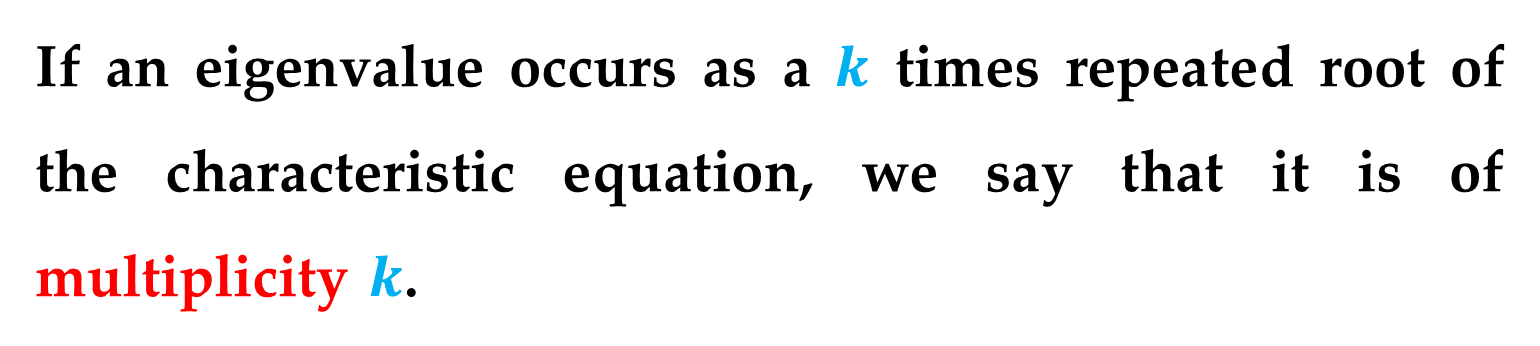 If an eigenvalue occurs as a k times repeated root of
the characteristic equation, we say that it is of
multiplicity k.